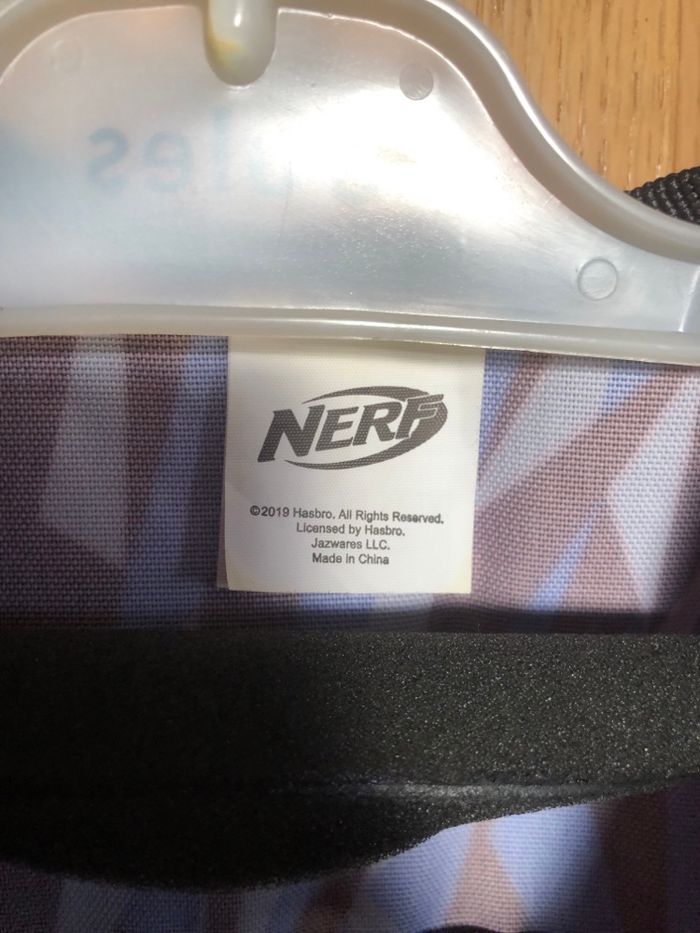 NERF
©2019 Hasbro. All Rights Reserved.
Licensed by Hasbro.
Jazwares LLC.
Made in China